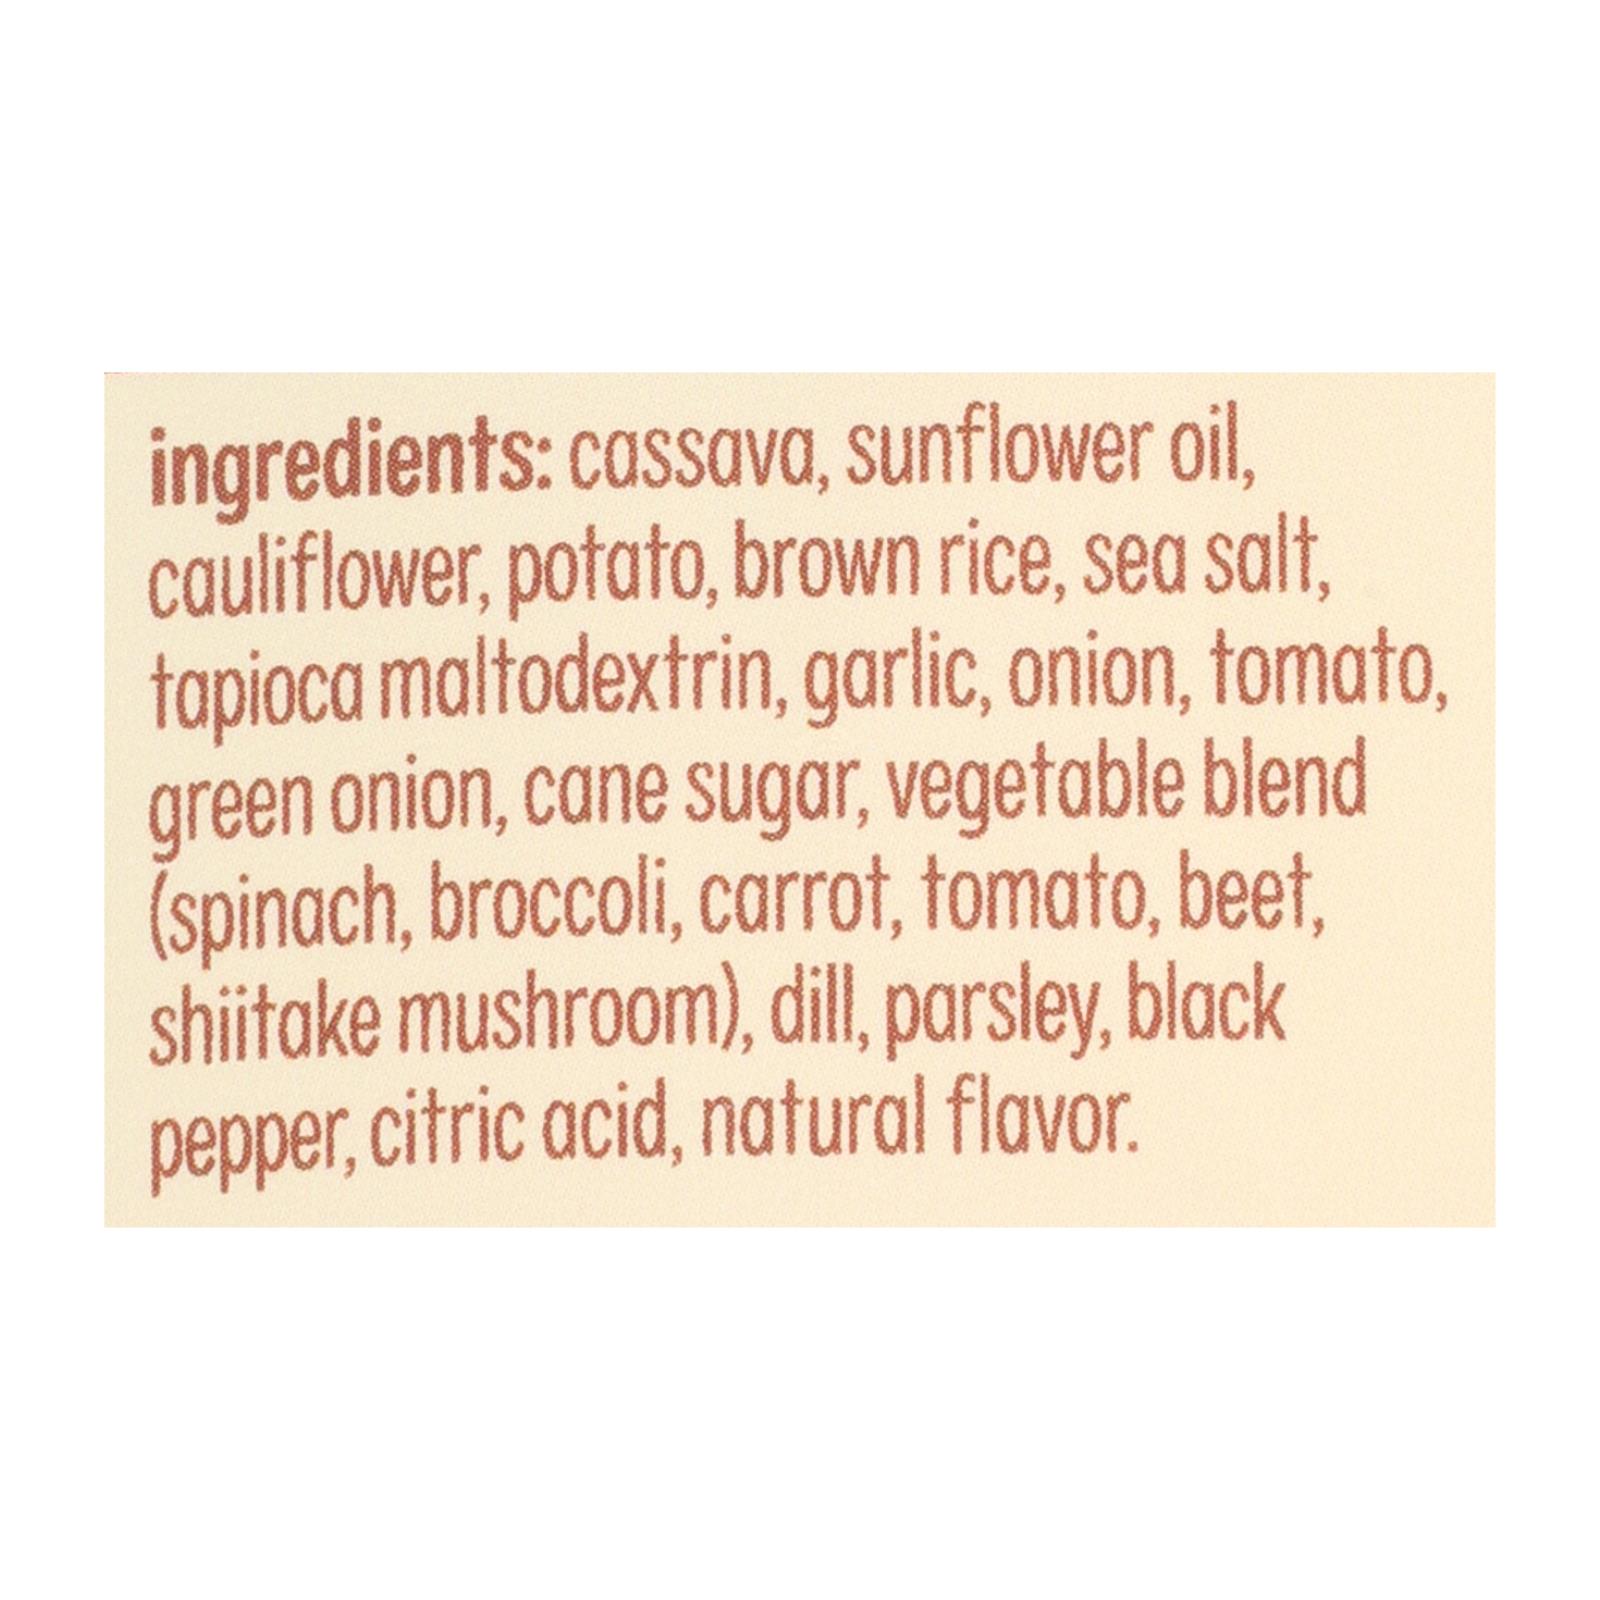 ingredients: cassava, sunflower oil,
cauliflower, potato, brown rice, sea salt,
tapioca maltodextrin, garlic, onion, tomato,
green onion, cane sugar, vegetable blend
(spinach, broccoli, carrot, tomato, beet,
shiitake mushroom), dill, parsley, black
pepper, citric acid, natural flavor.